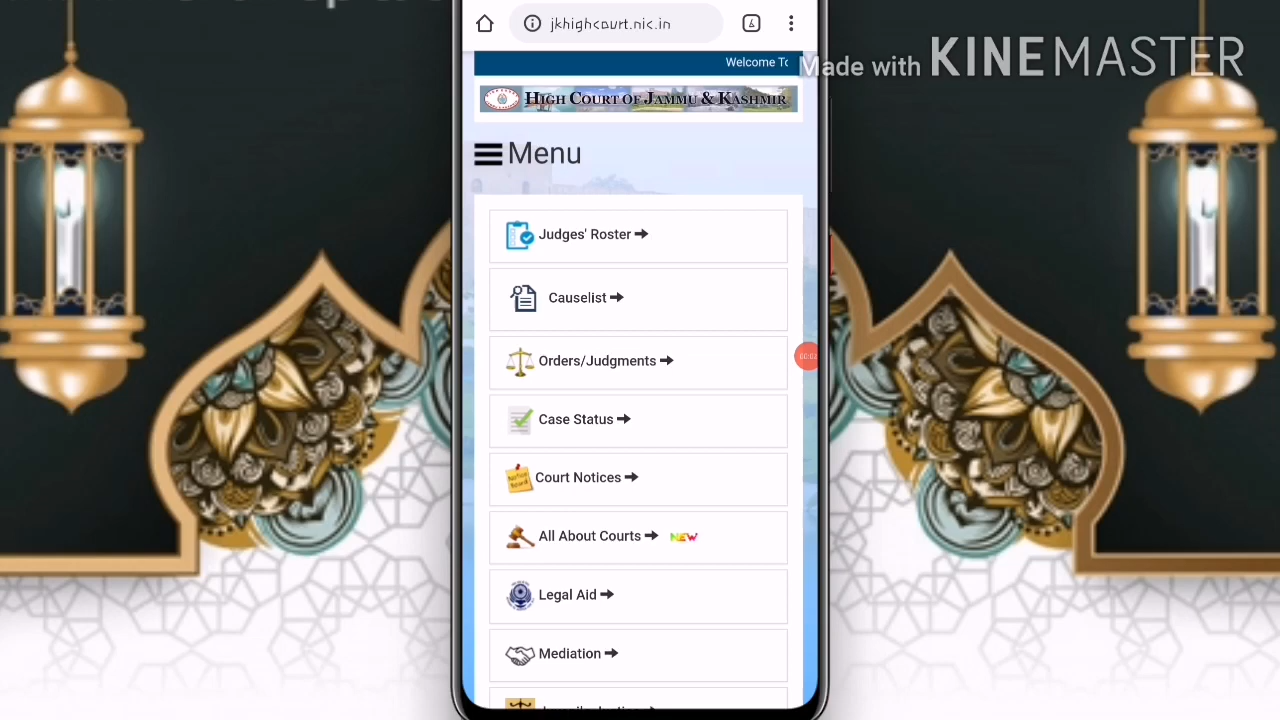 jkhighcourt.nic.in
4
Welcome To
Made with KINEMASTER
HIGH COURT OF JAMMU & KASHMIR
Menu
Judges' Roster
Causelist
Orders/Judgments
Case Status
Court Notices
All About Courts NEW
Legal Aid
Mediation